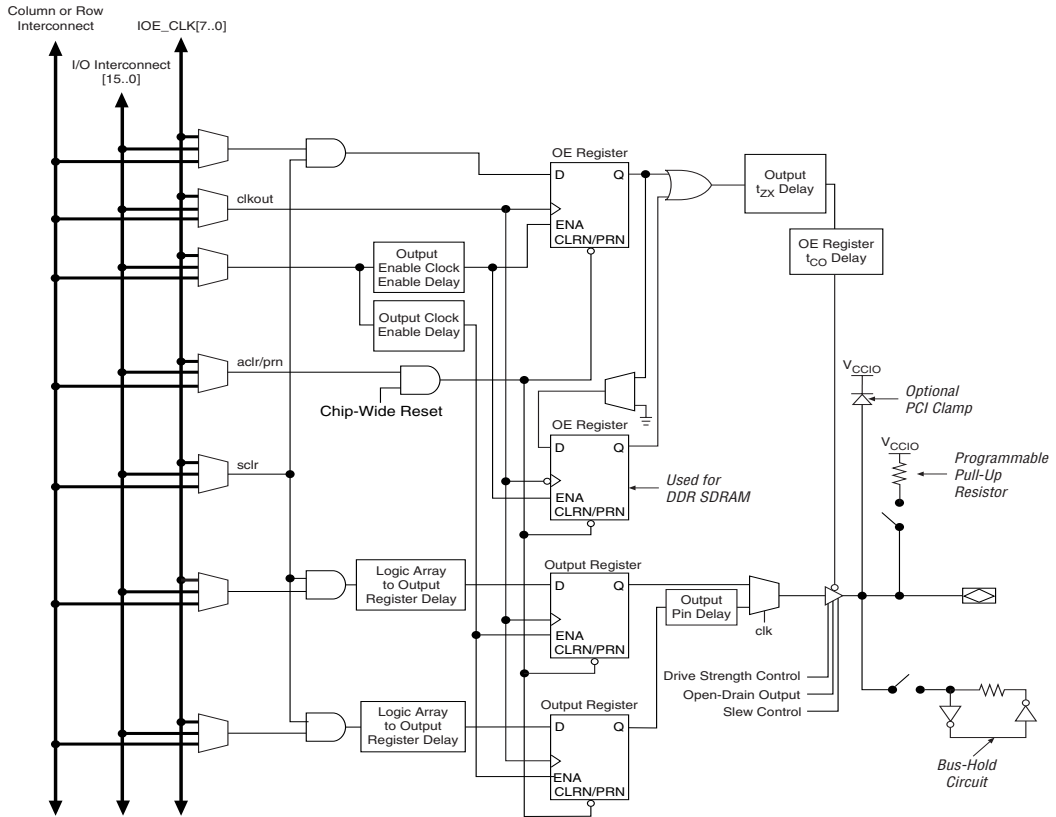 Column or Row
Interconnect
IOE_CLK[7..0]
I/O Interconnect
[15..0]
clkout
OE Register
D
Q
ENA
CLRN/PRN
Output
tZX Delay
OE Register
tCO Delay
Output
Enable Clock
Enable Delay
Output Clock
Enable Delay
aclr/prn
Chip-Wide Reset
VCCIO
Optional
PCI Clamp
OE Register
D
Q
ENA
CLRN/PRN
Used for
DDR SDRAM
VCCIO
Programmable
Pull-Up
Resistor
sclr
Logic Array
to Output
Register Delay
Output Register
D
Q
ENA
CLRN/PRN
Output
Pin Delay
clk
Drive Strength Control
Open-Drain Output
Slew Control
Logic Array
to Output
Register Delay
Output Register
D
Q
ENA
CLRN/PRN
Bus-Hold
Circuit